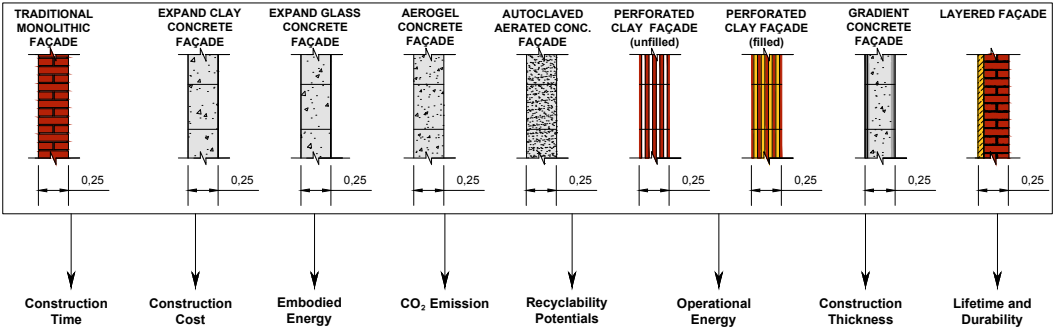 TRADITIONAL
MONOLITHIC
FAÇADE
EXPAND CLAY
CONCRETE
FAÇADE
EXPAND GLASS
CONCRETE
FAÇADE
AEROGEL
CONCRETE
FAÇADE
AUTOCLAVED
AERATED CONC.
FAÇADE
PERFORATED
CLAY FAÇADE
(unfilled)
PERFORATED
CLAY FAÇADE
(filled)
GRADIENT
CONCRETE
FAÇADE
LAYERED FAÇADE
0,25
0,25
0,25
0,25
0,25
0,25
0,25
0,25
0,25
Construction
Time
Construction
Cost
Embodied
Energy
CO₂ Emission
Recyclability
Potentials
Operational
Energy
Construction
Thickness
Lifetime and
Durability